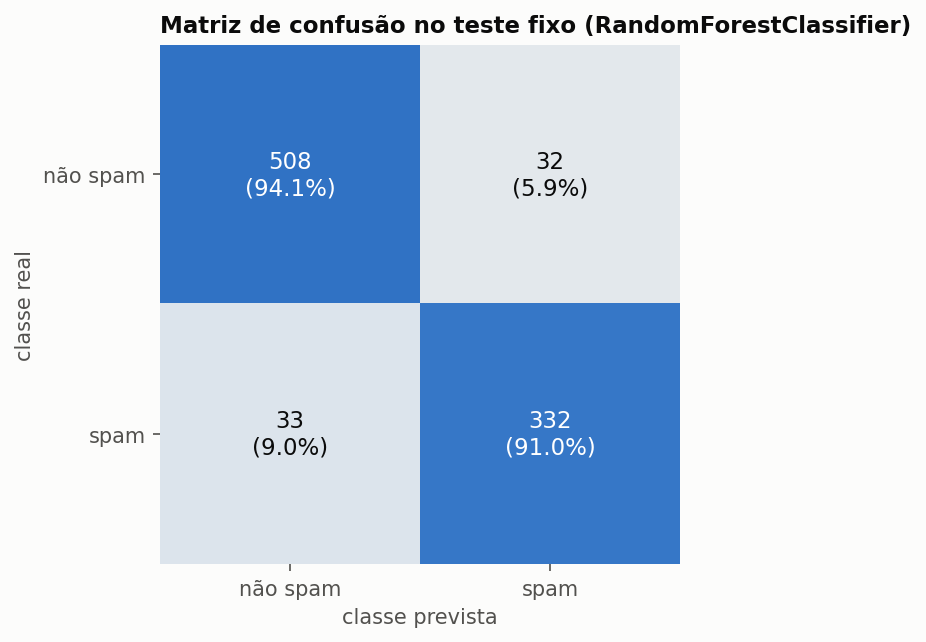 Matriz de confusão no teste fixo (RandomForestClassifier)
não spam
508
(94.1%)
32
(5.9%)
classe real
spam
33
(9.0%)
332
(91.0%)
não spam
spam
classe prevista